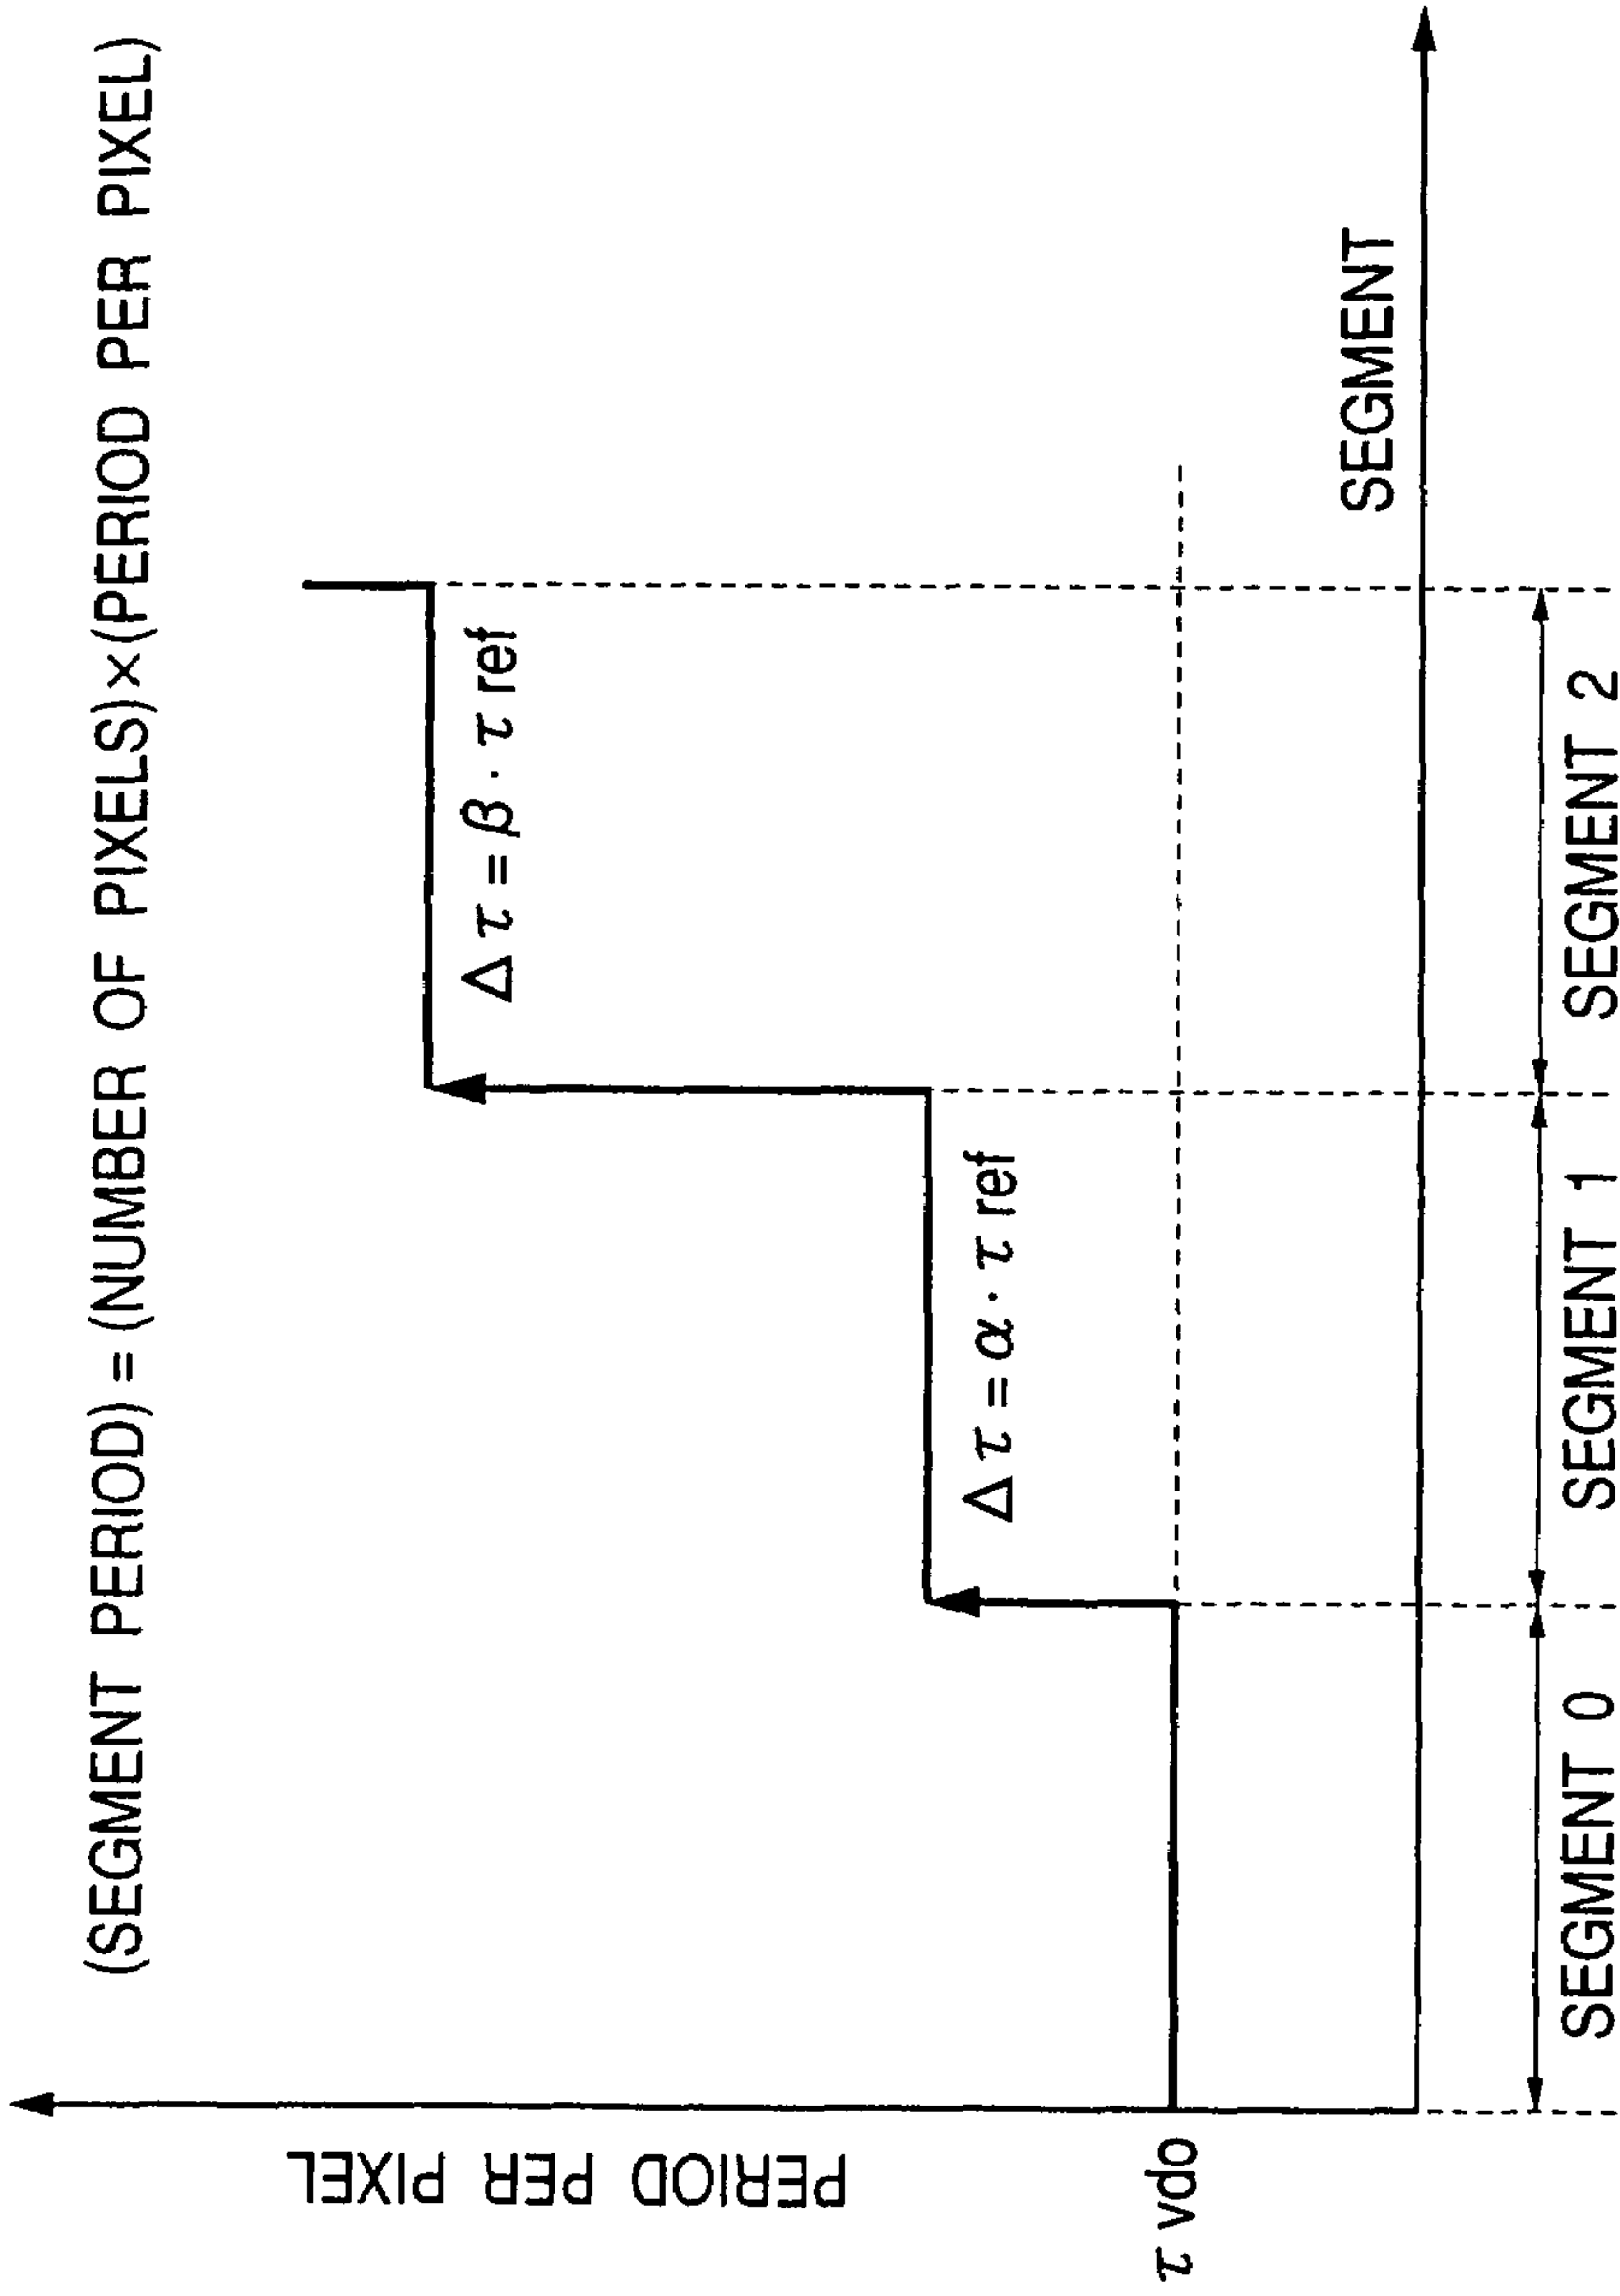 (SEGMENT PERIOD) = (NUMBER OF PIXELS)×(PERIOD PER PIXEL)
PERIOD PER PIXEL
Δτ = β · τ ref
Δτ = α · τ ref
τ vdo
SEGMENT
SEGMENT 0
SEGMENT 1
SEGMENT 2